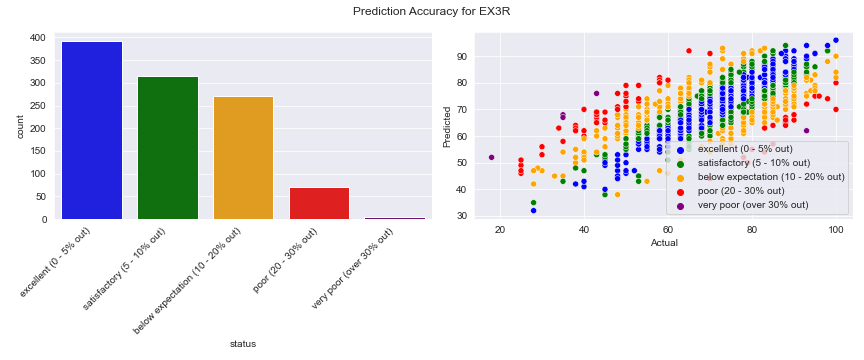 Prediction Accuracy for EX3R
400
350
300
250
200
150
100
50
0
count
excellent (0 - 5% out)
satisfactory (5 - 10% out)
below expectation (10 - 20% out)
poor (20 - 30% out)
very poor (over 30% out)
status
90
80
70
60
50
40
30
Predicted
20
40
60
80
100
Actual
excellent (0 - 5% out)
satisfactory (5 - 10% out)
below expectation (10 - 20% out)
poor (20 - 30% out)
very poor (over 30% out)